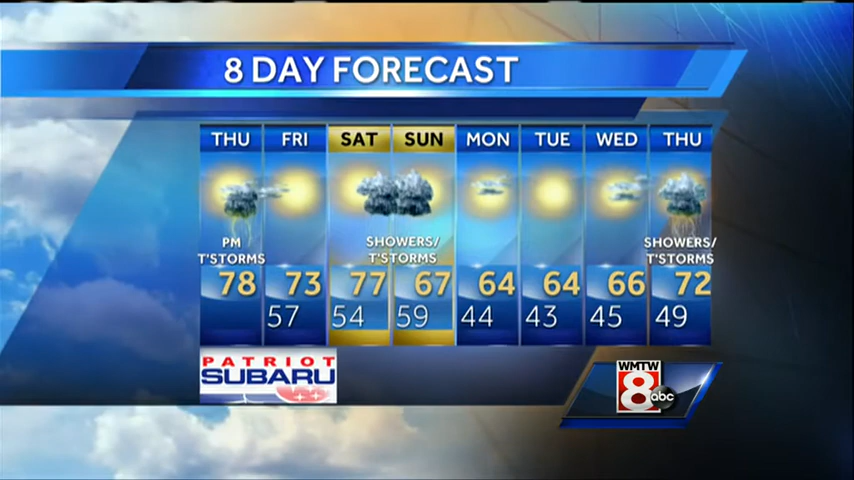 8 DAY FORECAST
THU FRI SAT SUN MON TUE WED THU
PM
T'STORMS
SHOWERS/
T'STORMS
SHOWERS/
T'STORMS
78 73 77 67 64 64 66 72
57 54 59 44 43 45 49
PATRIOT
SUBARU
WMTW
8
abc